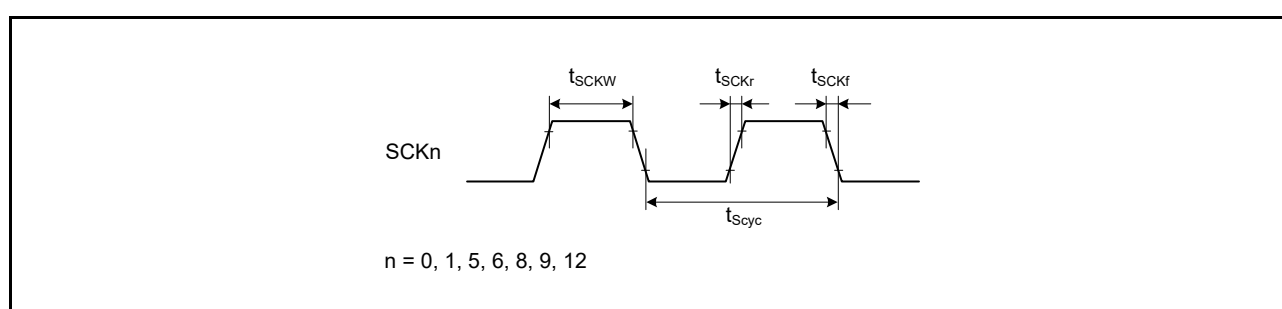 tSCKW tSCKr tSCKf
SCKn
tScyc
n = 0, 1, 5, 6, 8, 9, 12